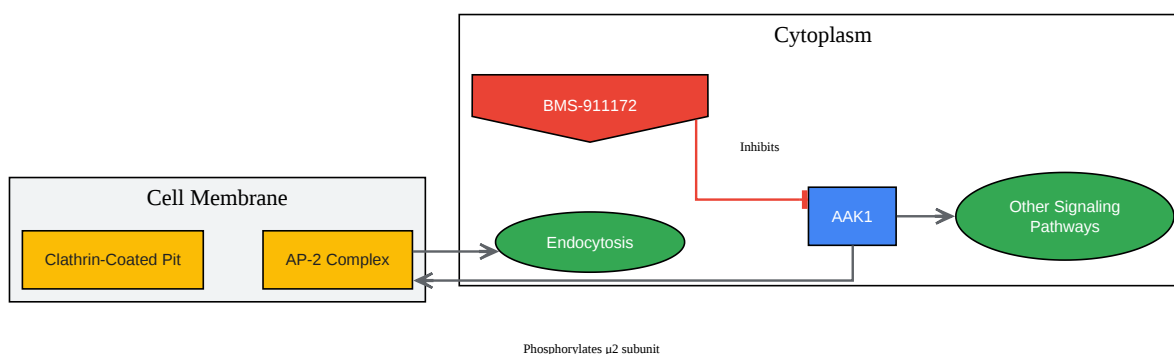 Cytoplasm
BMS-911172
Inhibits
Cell Membrane
Clathrin-Coated Pit
AP-2 Complex
Endocytosis
AAK1
Other Signaling
Pathways
Phosphorylates μ2 subunit